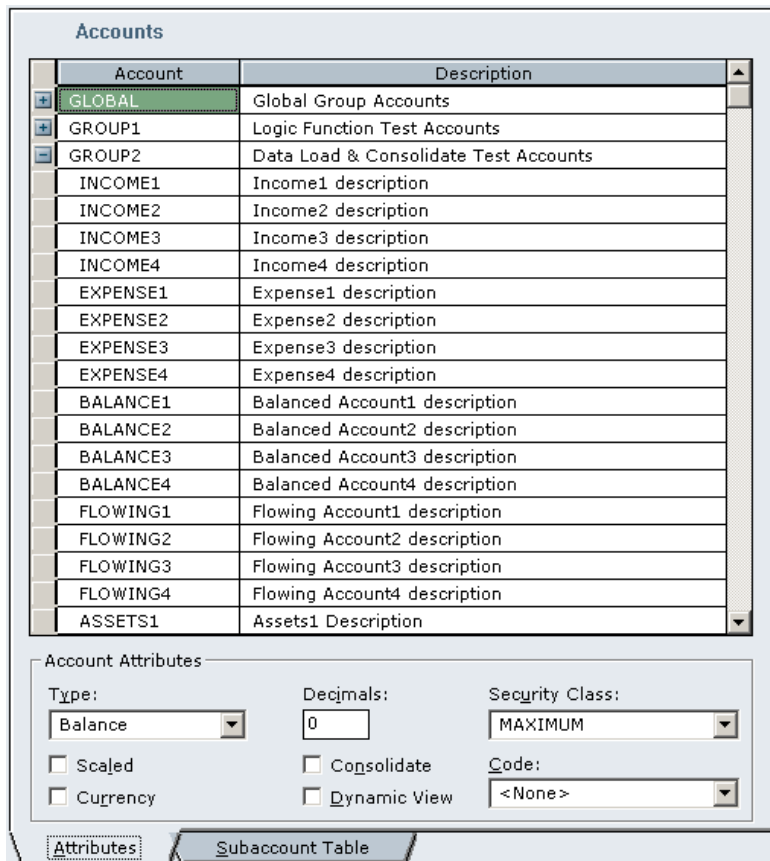 Accounts
Account Description
GLOBAL Global Group Accounts
GROUP1 Logic Function Test Accounts
GROUP2 Data Load & Consolidate Test Accounts
INCOME1 Income1 description
INCOME2 Income2 description
INCOME3 Income3 description
INCOME4 Income4 description
EXPENSE1 Expense1 description
EXPENSE2 Expense2 description
EXPENSE3 Expense3 description
EXPENSE4 Expense4 description
BALANCE1 Balanced Account1 description
BALANCE2 Balanced Account2 description
BALANCE3 Balanced Account3 description
BALANCE4 Balanced Account4 description
FLOWING1 Flowing Account1 description
FLOWING2 Flowing Account2 description
FLOWING3 Flowing Account3 description
FLOWING4 Flowing Account4 description
ASSETS1 Assets1 Description
Account Attributes
Type: Decimals: Security Class:
Balance 0 MAXIMUM
Scaled Consolidate Code:
Currency Dynamic View <None>
Attributes Subaccount Table